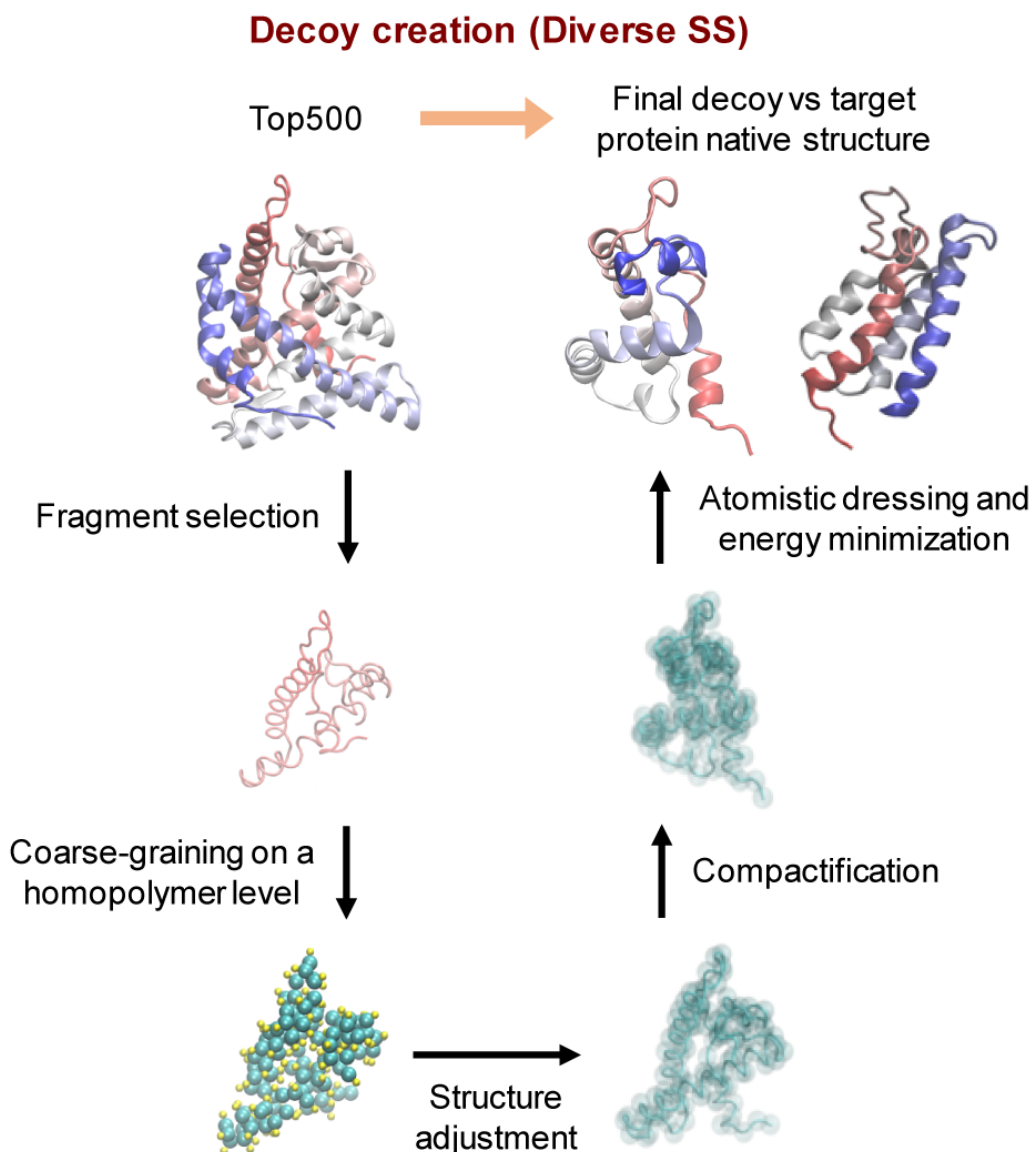 Decoy creation (Diverse SS)
Top500
Final decoy vs target
protein native structure
Fragment selection
Atomistic dressing and
energy minimization
Coarse-graining on a
homopolymer level
Compactification
Structure
adjustment